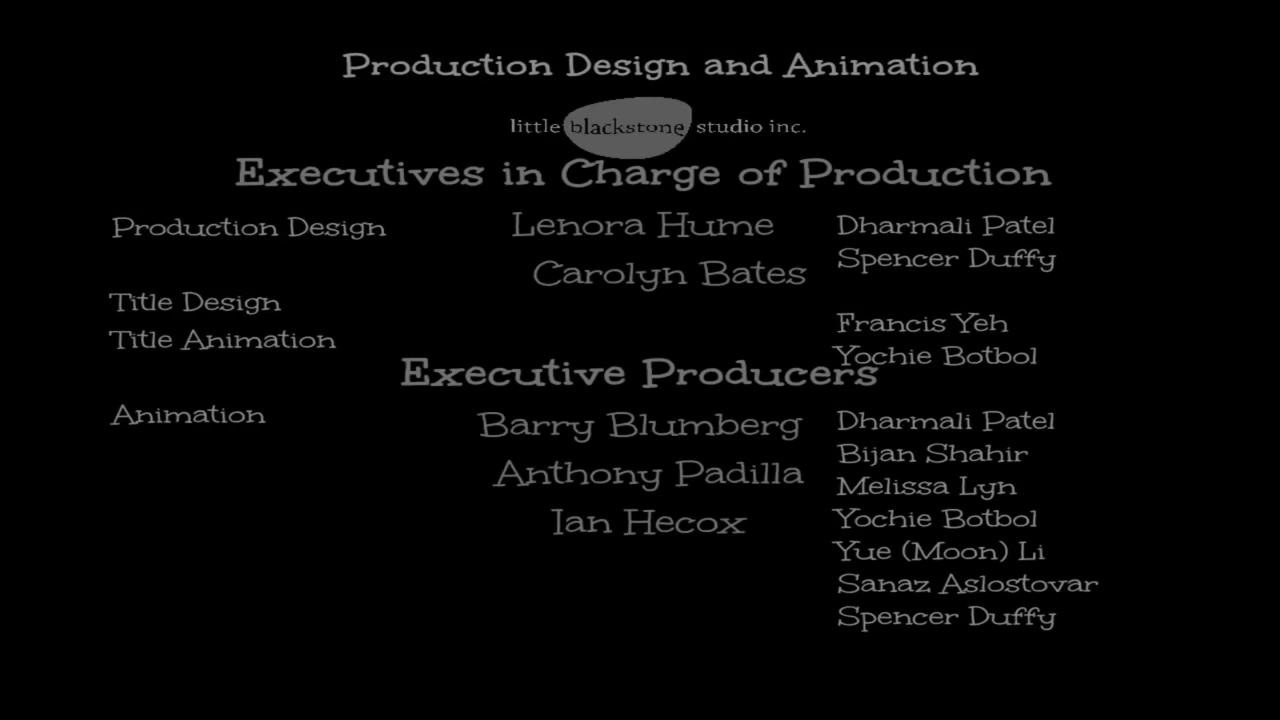 Production Design and Animation
little blackstone studio inc.
Executives in Charge of Production
Production Design Lenora Hume Dharmali Patel
Carolyn Bates Spencer Duffy
Title Design
Francis Yeh
Title Animation
Yochie Botbol
Executive Producers
Animation Barry Blumberg Dharmali Patel
Bijan Shahir
Anthony Padilla Melissa Lyn
Ian Hecox Yochie Botbol
Yue (Moon) Li
Sanaz Aslostovar
Spencer Duffy